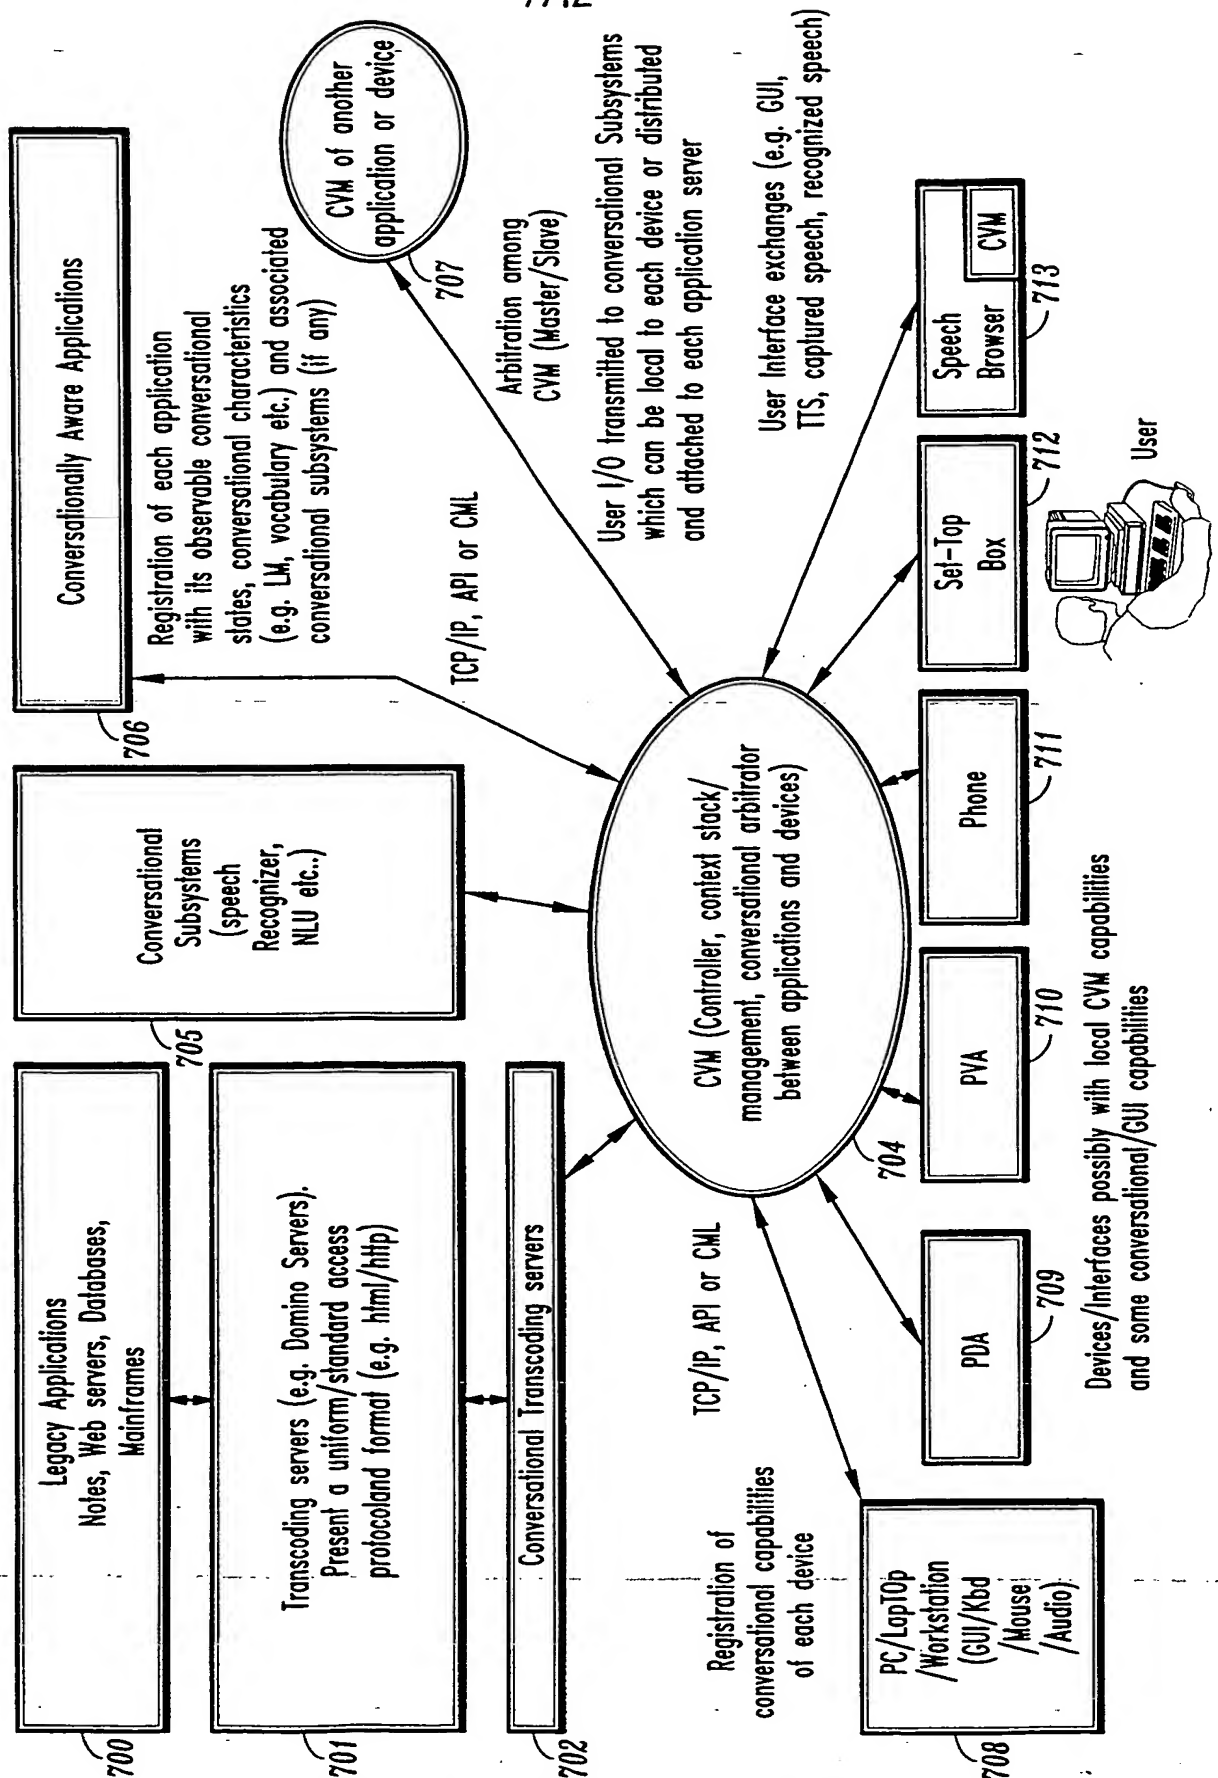 Legacy Applications
Notes, Web servers, Databases,
Mainframes
700
Transcoding servers (e.g. Domino Servers).
Present a uniform/standard access
protocoland format (e.g. html/http)
701
Conversational Transcoding servers
702
Conversational
Subsystems
(speech
Recognizer,
NLU etc..)
705
Conversationally Aware Applications
706
Registration of each application
with its observable conversational
states, conversational characteristics
(e.g. LM, vocabulary etc.) and associated
conversational subsystems (if any)
TCP/IP, API or CML
CVM of another
application or device
707
Arbitration among
CVM (Master/Slave)
User I/O transmitted to conversational Subsystems
which can be local to each device or distributed
and attached to each application server
User Interface exchanges (e.g. GUI,
TTS, captured speech, recognized speech)
CVM (Controller, context stack/
management, conversational arbitrator
between applications and devices)
704
TCP/IP, API or CML
Registration of
conversational capabilities
of each device
PC/LapTOp
/Workstation
(GUI/Kbd
/Mouse
/Audio)
708
PDA
709
PVA
710
Phone
711
Set-Top
Box
712
Speech
Browser
CVM
713
User
Devices/Interfaces possibly with local CVM capabilities
and some conversational/GUI capabilities